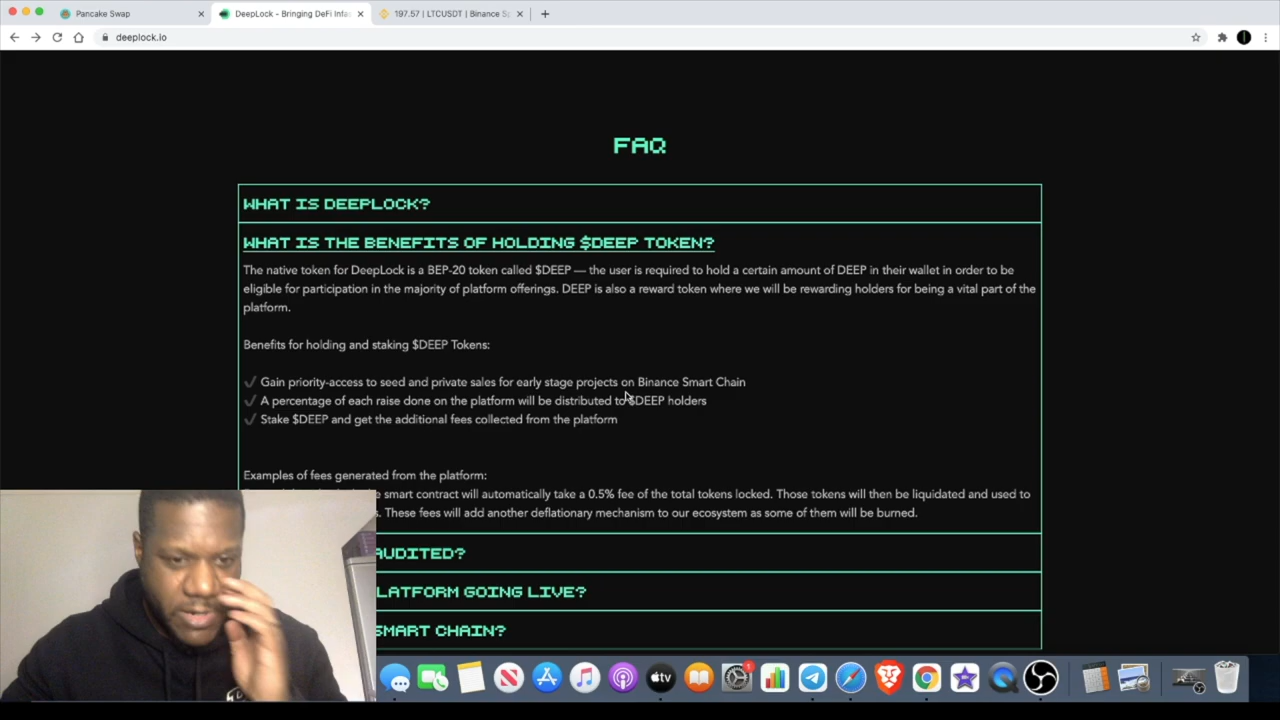 Pancake Swap
DeepLock - Bringing DeFi Infas
197.57 | LTCUSDT | Binance Sp
deeplock.io
FAQ
WHAT IS DEEPLOCK?
WHAT IS THE BENEFITS OF HOLDING $DEEP TOKEN?
The native token for DeepLock is a BEP-20 token called $DEEP — the user is required to hold a certain amount of DEEP in their wallet in order to be
eligible for participation in the majority of platform offerings. DEEP is also a reward token where we will be rewarding holders for being a vital part of the
platform.
Benefits for holding and staking $DEEP Tokens:
✓ Gain priority-access to seed and private sales for early stage projects on Binance Smart Chain
✓ A percentage of each raise done on the platform will be distributed to $DEEP holders
✓ Stake $DEEP and get the additional fees collected from the platform
Examples of fees generated from the platform:
smart contract will automatically take a 0.5% fee of the total tokens locked. Those tokens will then be liquidated and used to
. These fees will add another deflationary mechanism to our ecosystem as some of them will be burned.
AUDITED?
LATFORM GOING LIVE?
SMART CHAIN?
tv
1